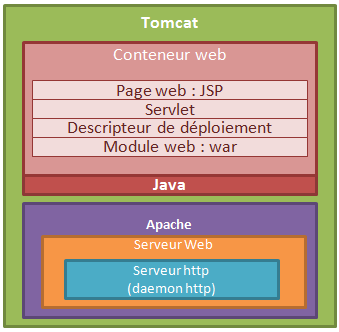 Tomcat
Conteneur web
Page web : JSP
Servlet
Descripteur de déploiement
Module web : war
Java
Apache
Serveur Web
Serveur http
(daemon http)